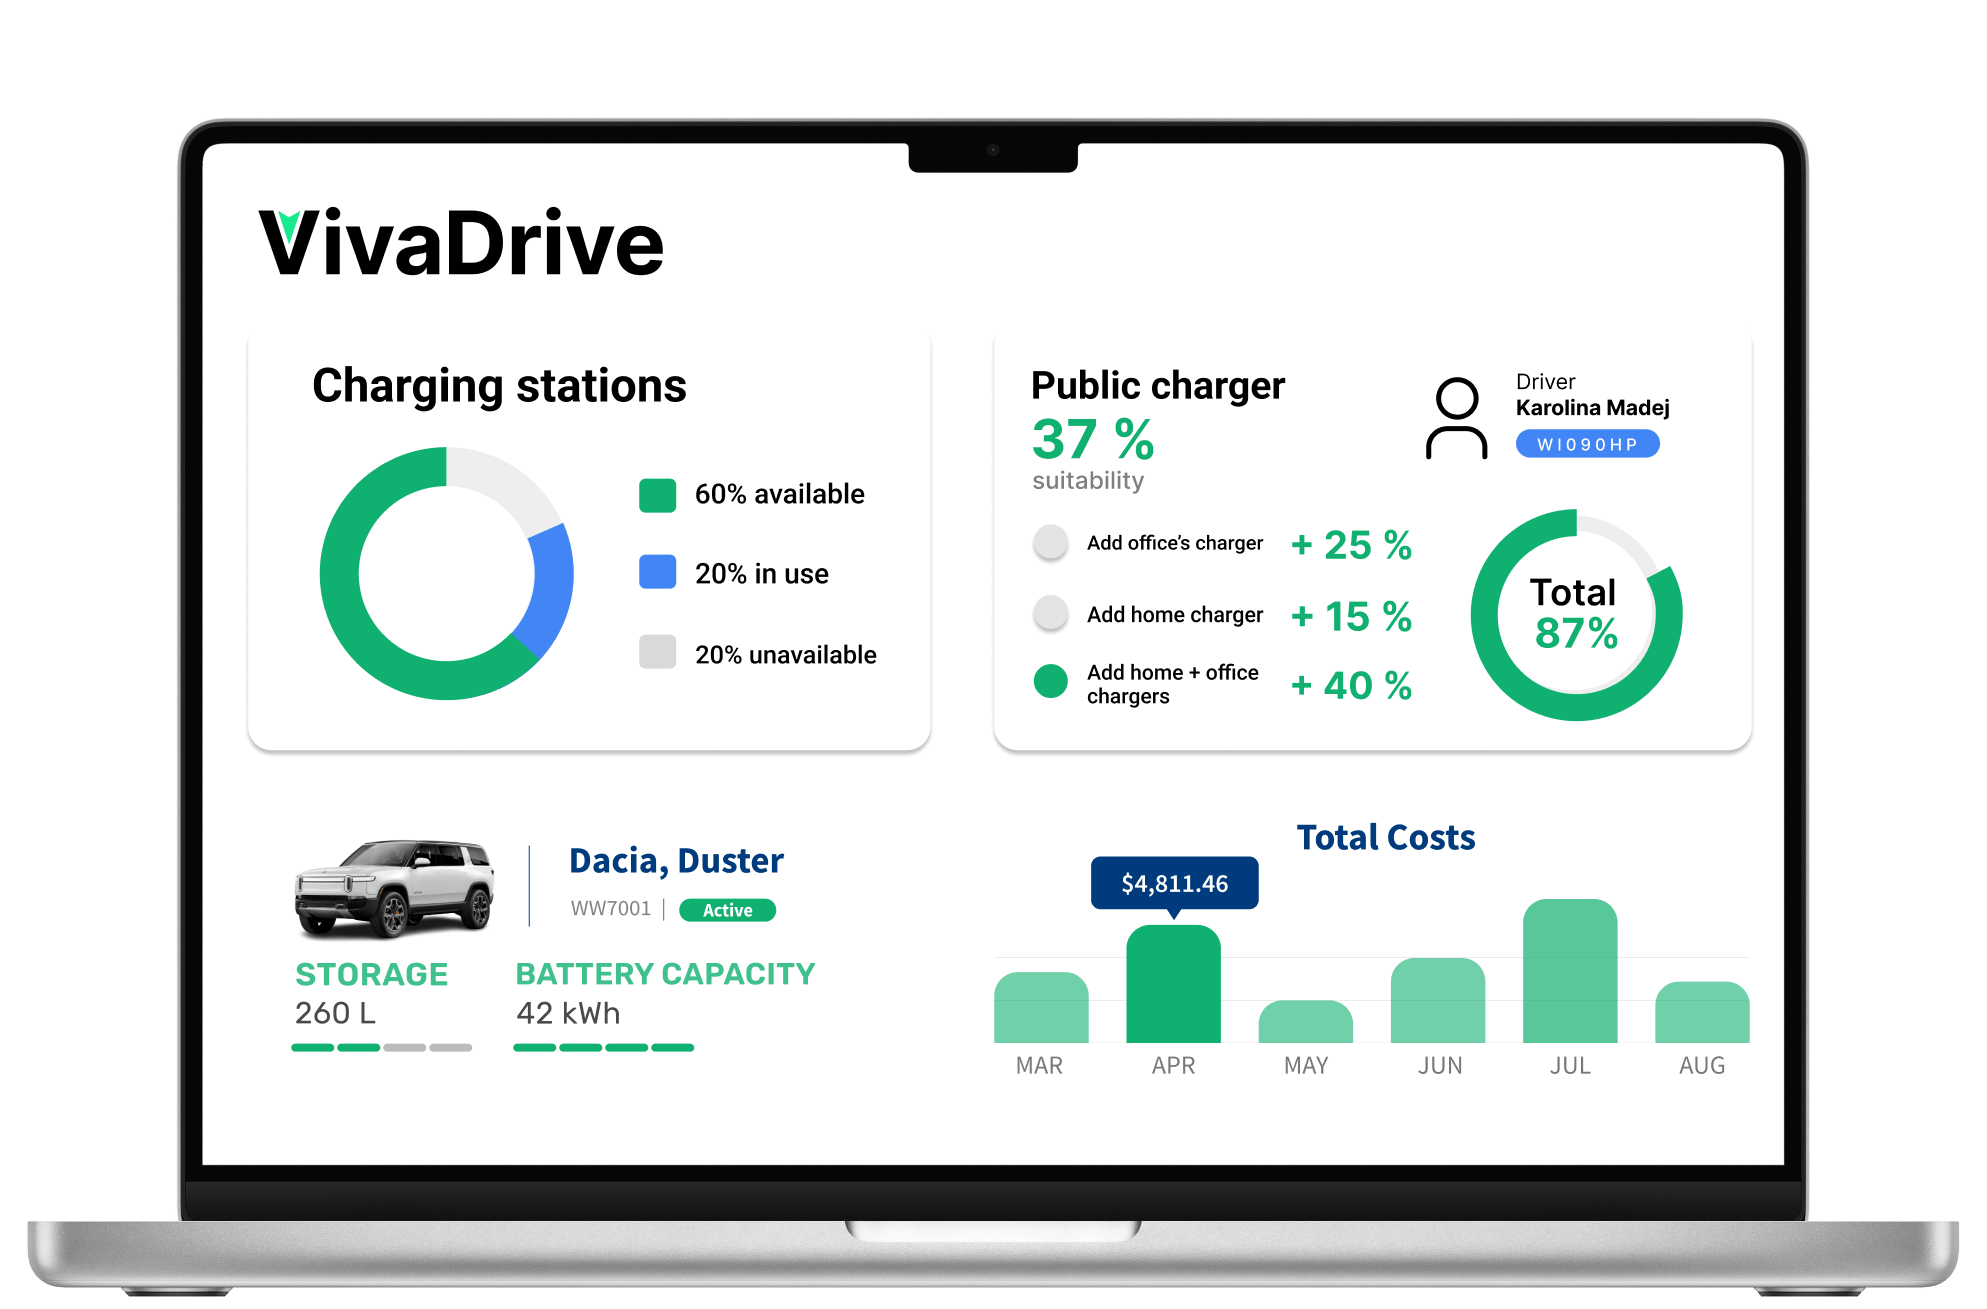 VivaDrive
Charging stations
60% available
20% in use
20% unavailable
Public charger
37 %
suitability
Driver
Karolina Madej
WI090HP
Add office’s charger + 25 %
Add home charger + 15 %
Add home + office
chargers
+ 40 %
Total
87%
Dacia, Duster
WW7001 | Active
STORAGE
260 L
BATTERY CAPACITY
42 kWh
Total Costs
$4,811.46
MAR APR MAY JUN JUL AUG